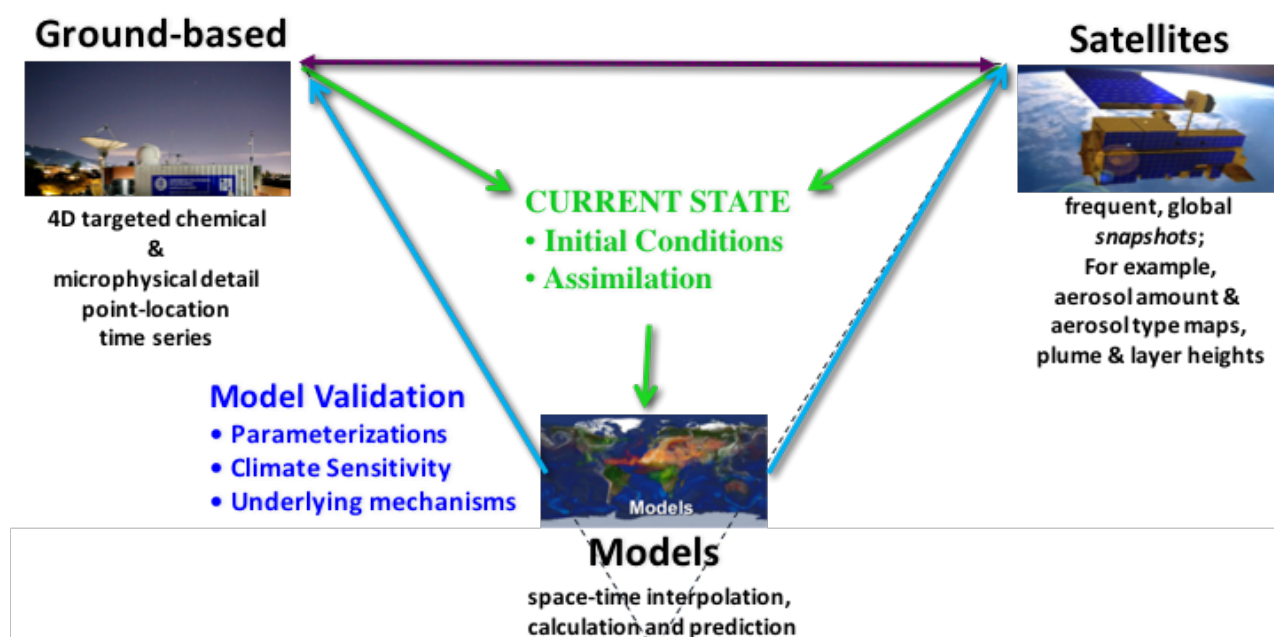 Ground-based
Satellites
4D targeted chemical
&
microphysical detail
point-location
time series
CURRENT STATE
• Initial Conditions
• Assimilation
frequent, global
snapshots;
For example,
aerosol amount &
aerosol type maps,
plume & layer heights
Model Validation
• Parameterizations
• Climate Sensitivity
• Underlying mechanisms
Models
Models
space-time interpolation,
calculation and prediction